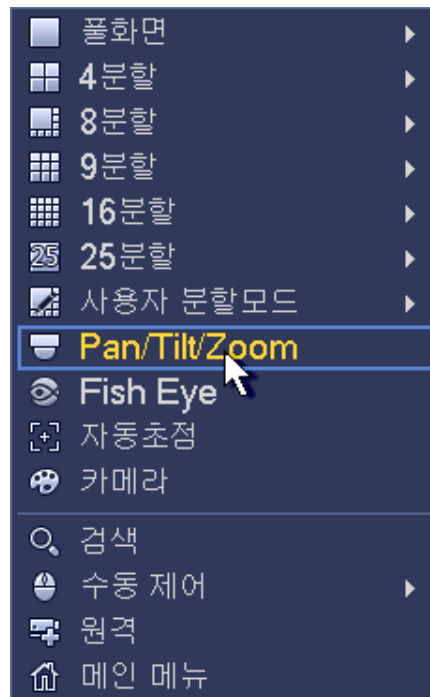 풀화면
4분할
8분할
9분할
16분할
25 25분할
사용자 분할모드
Pan/Tilt/Zoom
Fish Eye
자동초점
카메라
검색
수동 제어
원격
메인 메뉴